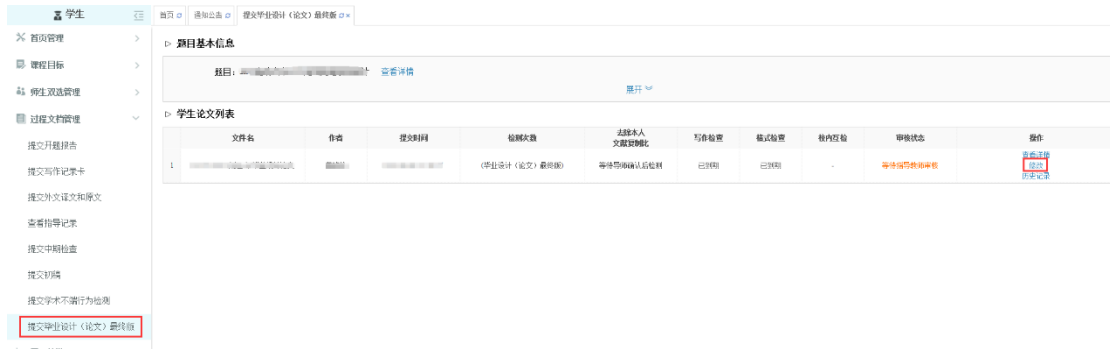 学生
首页 通知公告 提交毕业设计（论文）最终版 ×
首页管理
课程目标
师生双选管理
过程文档管理
提交开题报告
提交写作记录卡
提交外文译文和原文
查看指导记录
提交中期检查
提交初稿
提交学术不端行为检测
提交毕业设计（论文）最终版
题目基本信息
题目： 查看详情
展开
学生论文列表
文件名 作者 提交时间 检测次数 去除本人 写作检查 格式检查 校内互检 审核状态 操作
文献复制比
查看详情
1 （毕业设计（论文）最终版） 等待导师确认后检测 已到期 已到期 - 等待指导教师审核 修改
历史记录